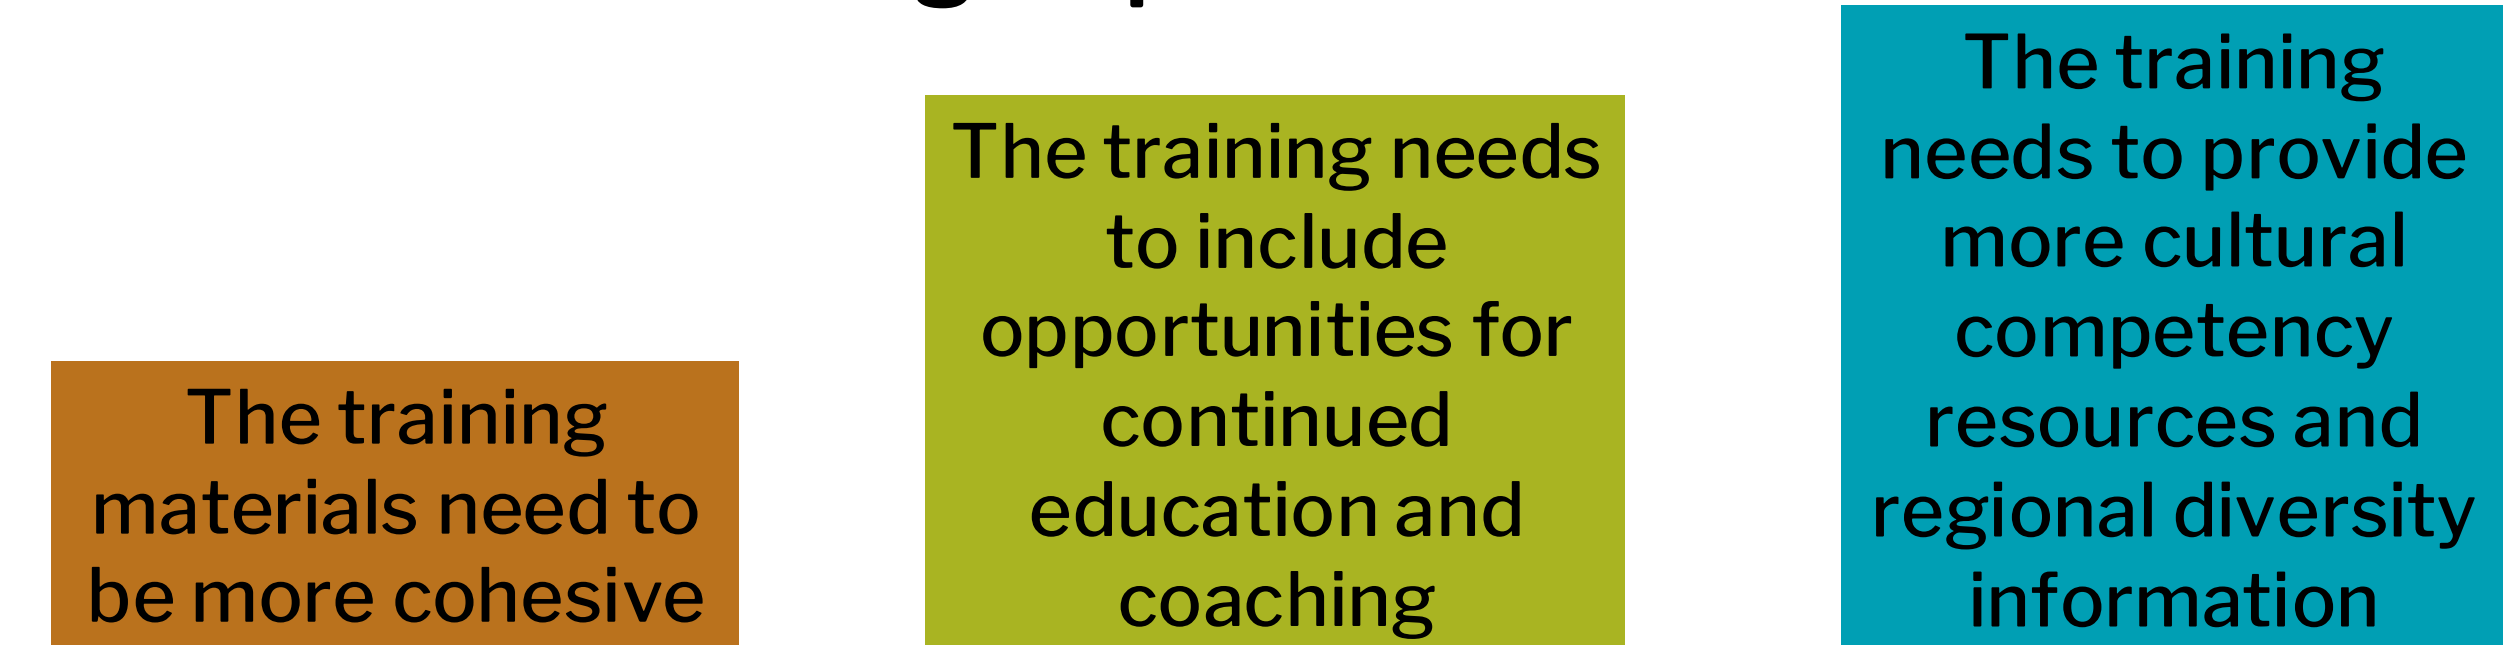 The training
materials need to
be more cohesive
The training needs
to include
opportunities for
continued
education and
coaching
The training
needs to provide
more cultural
competency
resources and
regional diversity
information